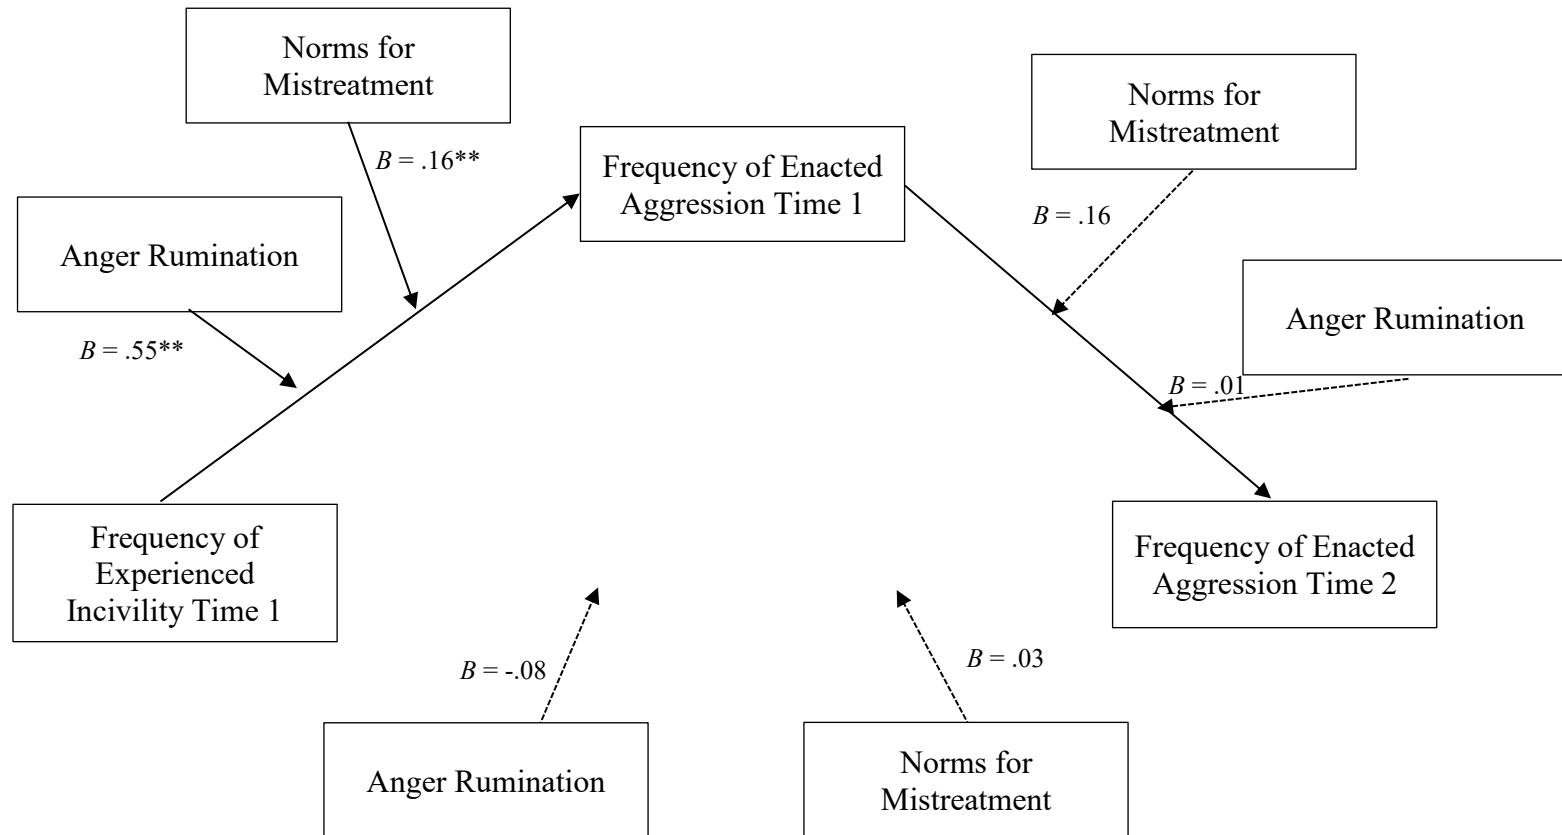 Norms for
Mistreatment
B = .16**
Anger Rumination
B = .55**
Frequency of Enacted
Aggression Time 1
Norms for
Mistreatment
B = .16
Anger Rumination
B = .01
Frequency of
Experienced
Incivility Time 1
Frequency of Enacted
Aggression Time 2
B = -.08
B = .03
Anger Rumination
Norms for
Mistreatment